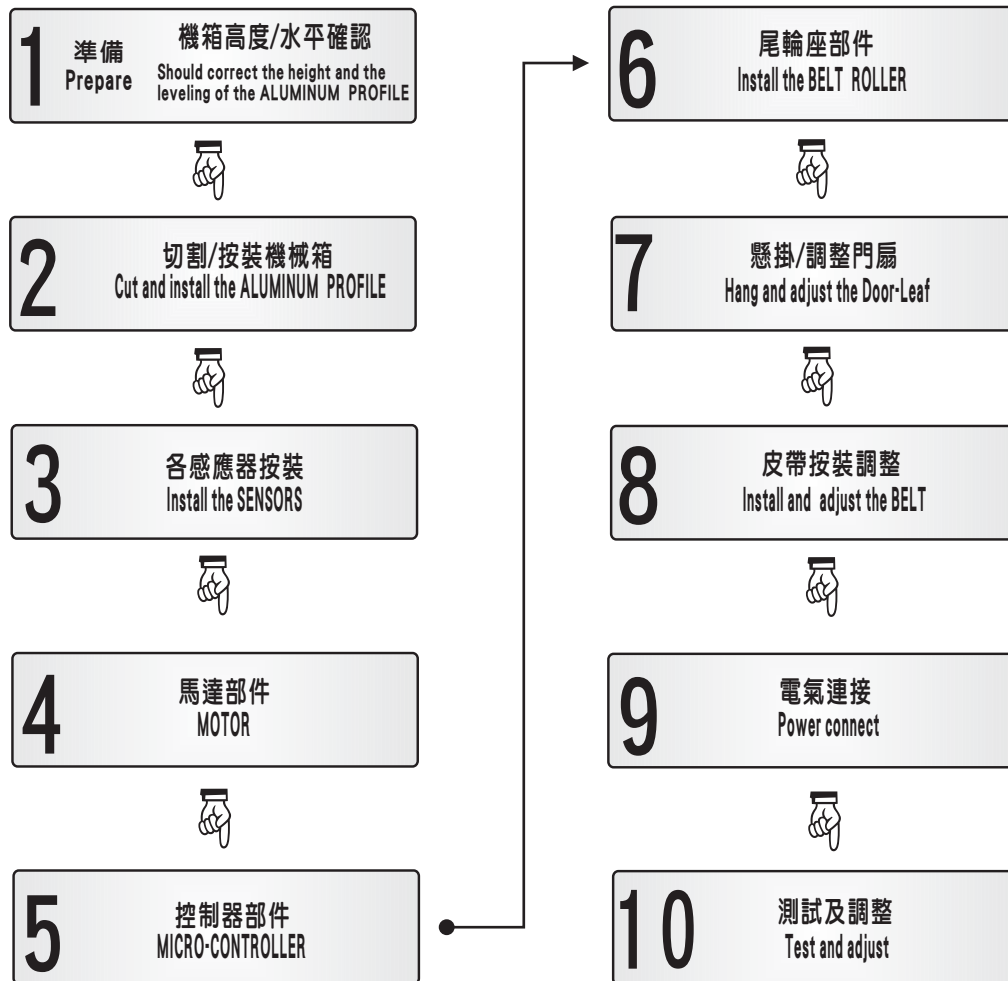 1
準備
Prepare
機箱高度/水平確認
Should correct the height and the
leveling of the ALUMINUM PROFILE
2
切割/按裝機械箱
Cut and install the ALUMINUM PROFILE
3
各感應器按裝
Install the SENSORS
4
馬達部件
MOTOR
5
控制器部件
MICRO-CONTROLLER
6
尾輪座部件
Install the BELT ROLLER
7
懸掛/調整門扇
Hang and adjust the Door-Leaf
8
皮帶按裝調整
Install and adjust the BELT
9
電氣連接
Power connect
10
測試及調整
Test and adjust